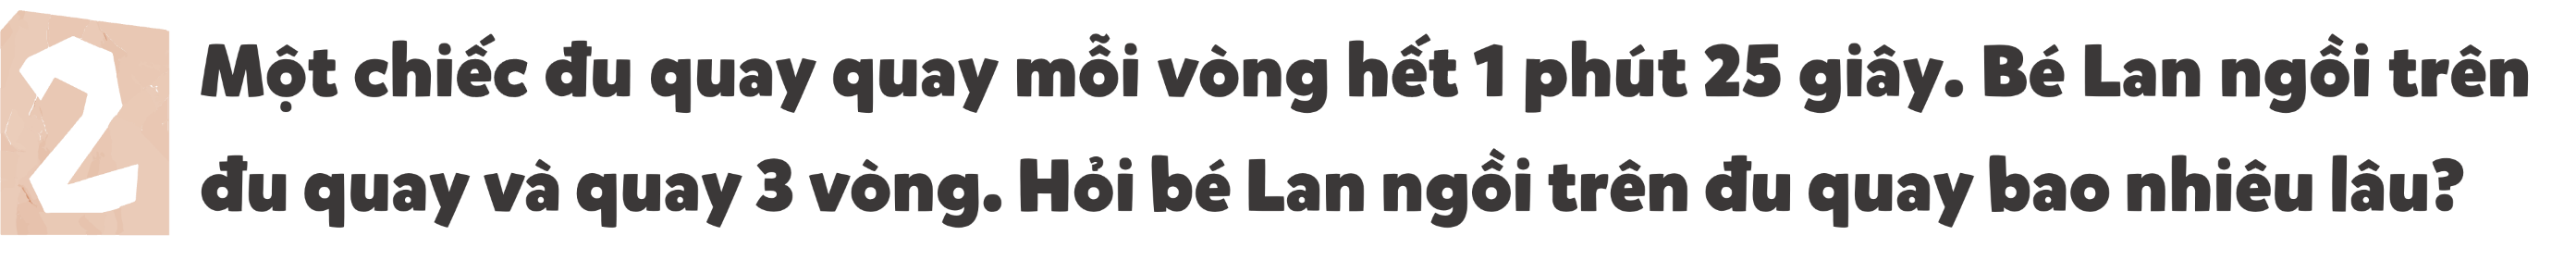 2 Một chiếc đu quay quay mỗi vòng hết 1 phút 25 giây. Bé Lan ngồi trên
đu quay và quay 3 vòng. Hỏi bé Lan ngồi trên đu quay bao nhiêu lâu?